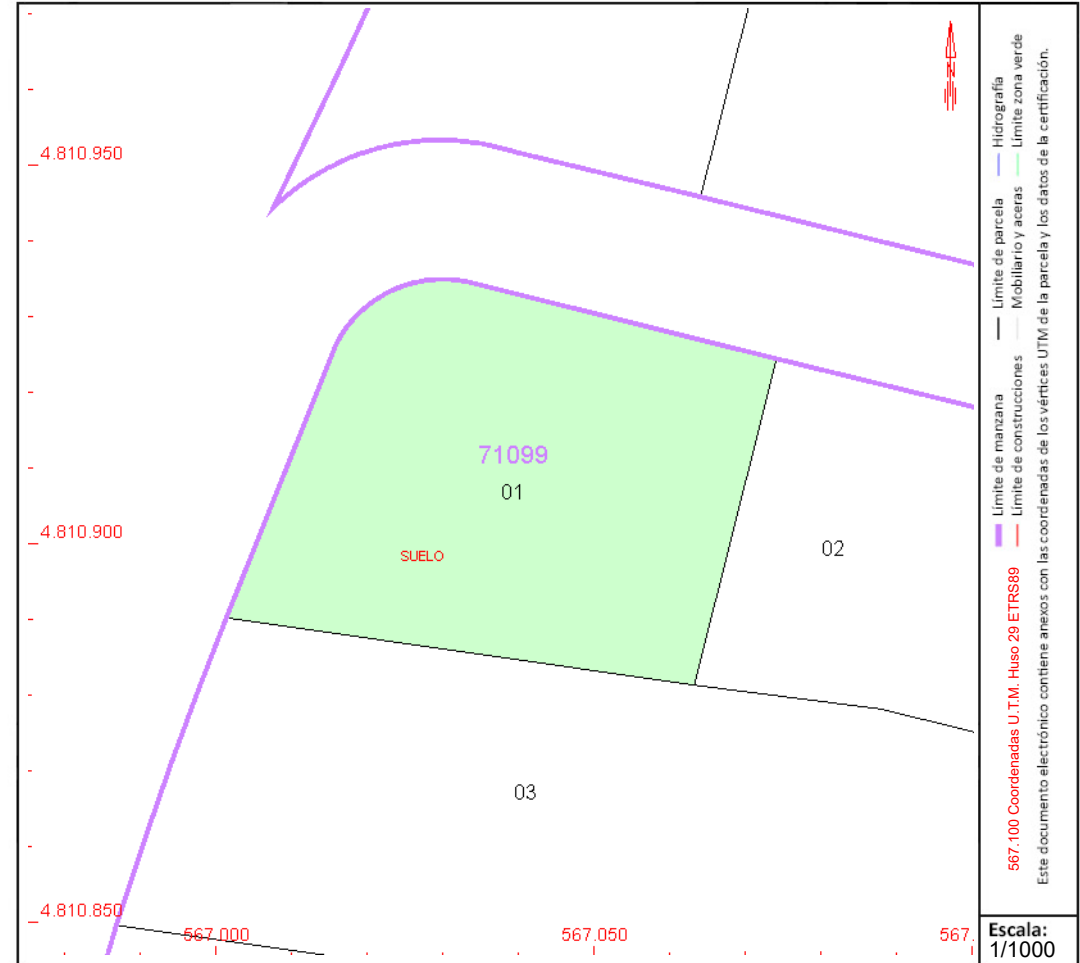 4.810.950
71099
01
4.810.900
02
SUELO
03
4.810.850
567.000
567.050
567.
N
Límite de manzana
Límite de parcela
Hidrografía
Límite de construcciones
Mobiliario y aceras
Límite zona verde
567.100 Coordenadas U.T.M. Huso 29 ETRS89
Este documento electrónico contiene anexos con las coordenadas de los vértices UTM de la parcela y los datos de la certificación.
Escala:
1/1000